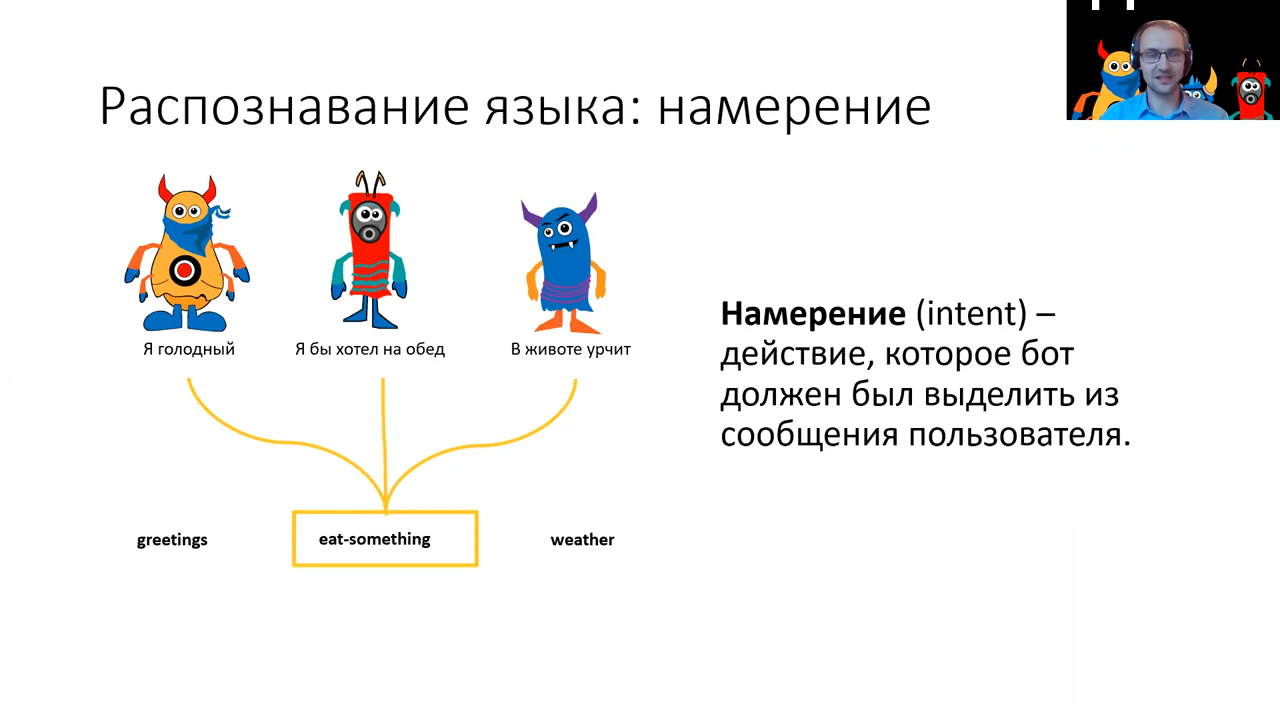 Распознавание языка: намерение
Я голодный
Я бы хотел на обед
В животе урчит
Намерение (intent) –
действие, которое бот
должен был выделить из
сообщения пользователя.
greetings
eat-something
weather